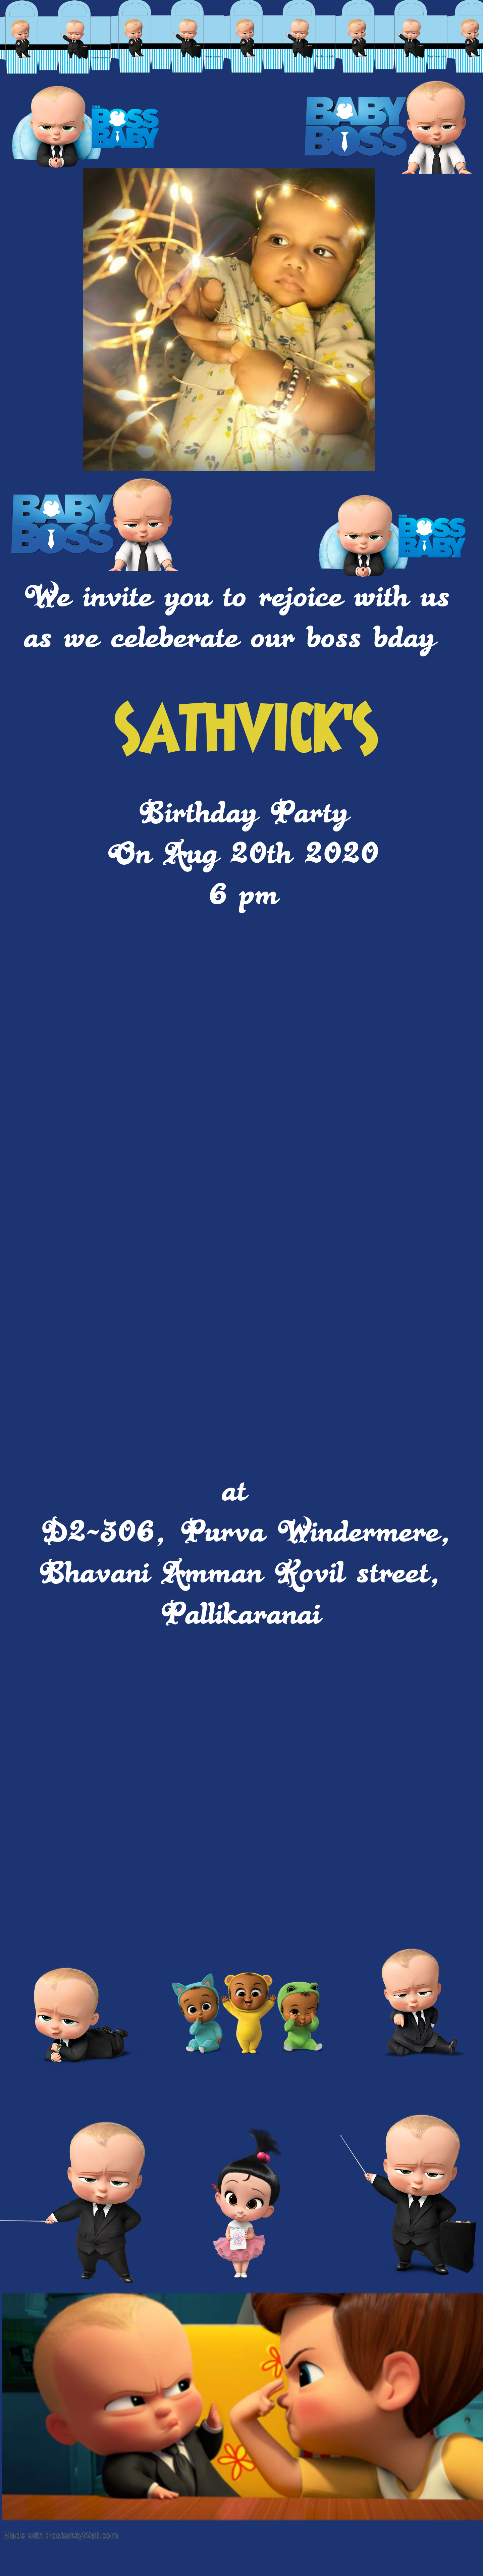 THE
BOSS
BABY
BABY
BOSS
BABY
BOSS
THE
BOSS
BABY
We invite you to rejoice with us
as we celeberate our boss bday
SATHVICK'S
Birthday Party
On Aug 20th 2020
6 pm
at
D2~306, Purva Windermere,
Bhavani Amman Kovil street,
Pallikaranai
Made with PosterMyWall.com